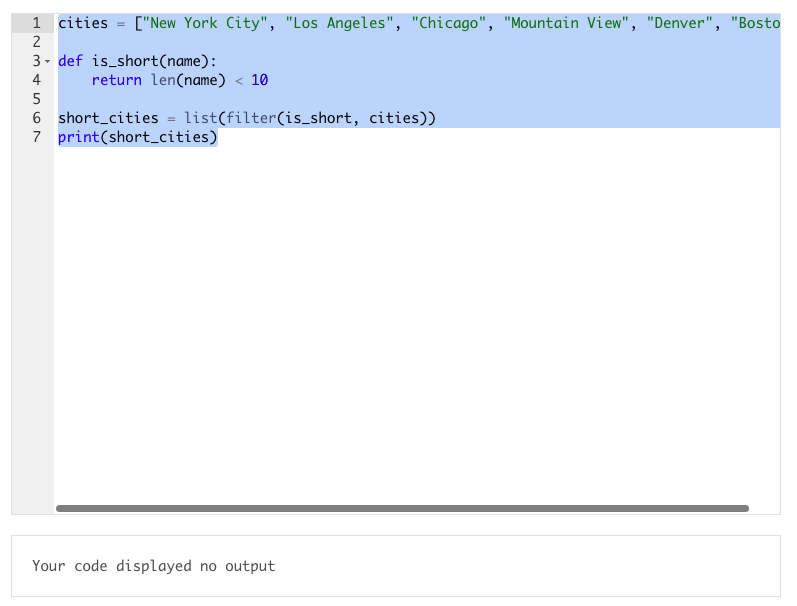 1 cities = ["New York City", "Los Angeles", "Chicago", "Mountain View", "Denver", "Bosto
2
3 def is_short(name):
4     return len(name) < 10
5
6 short_cities = list(filter(is_short, cities))
7 print(short_cities)
Your code displayed no output